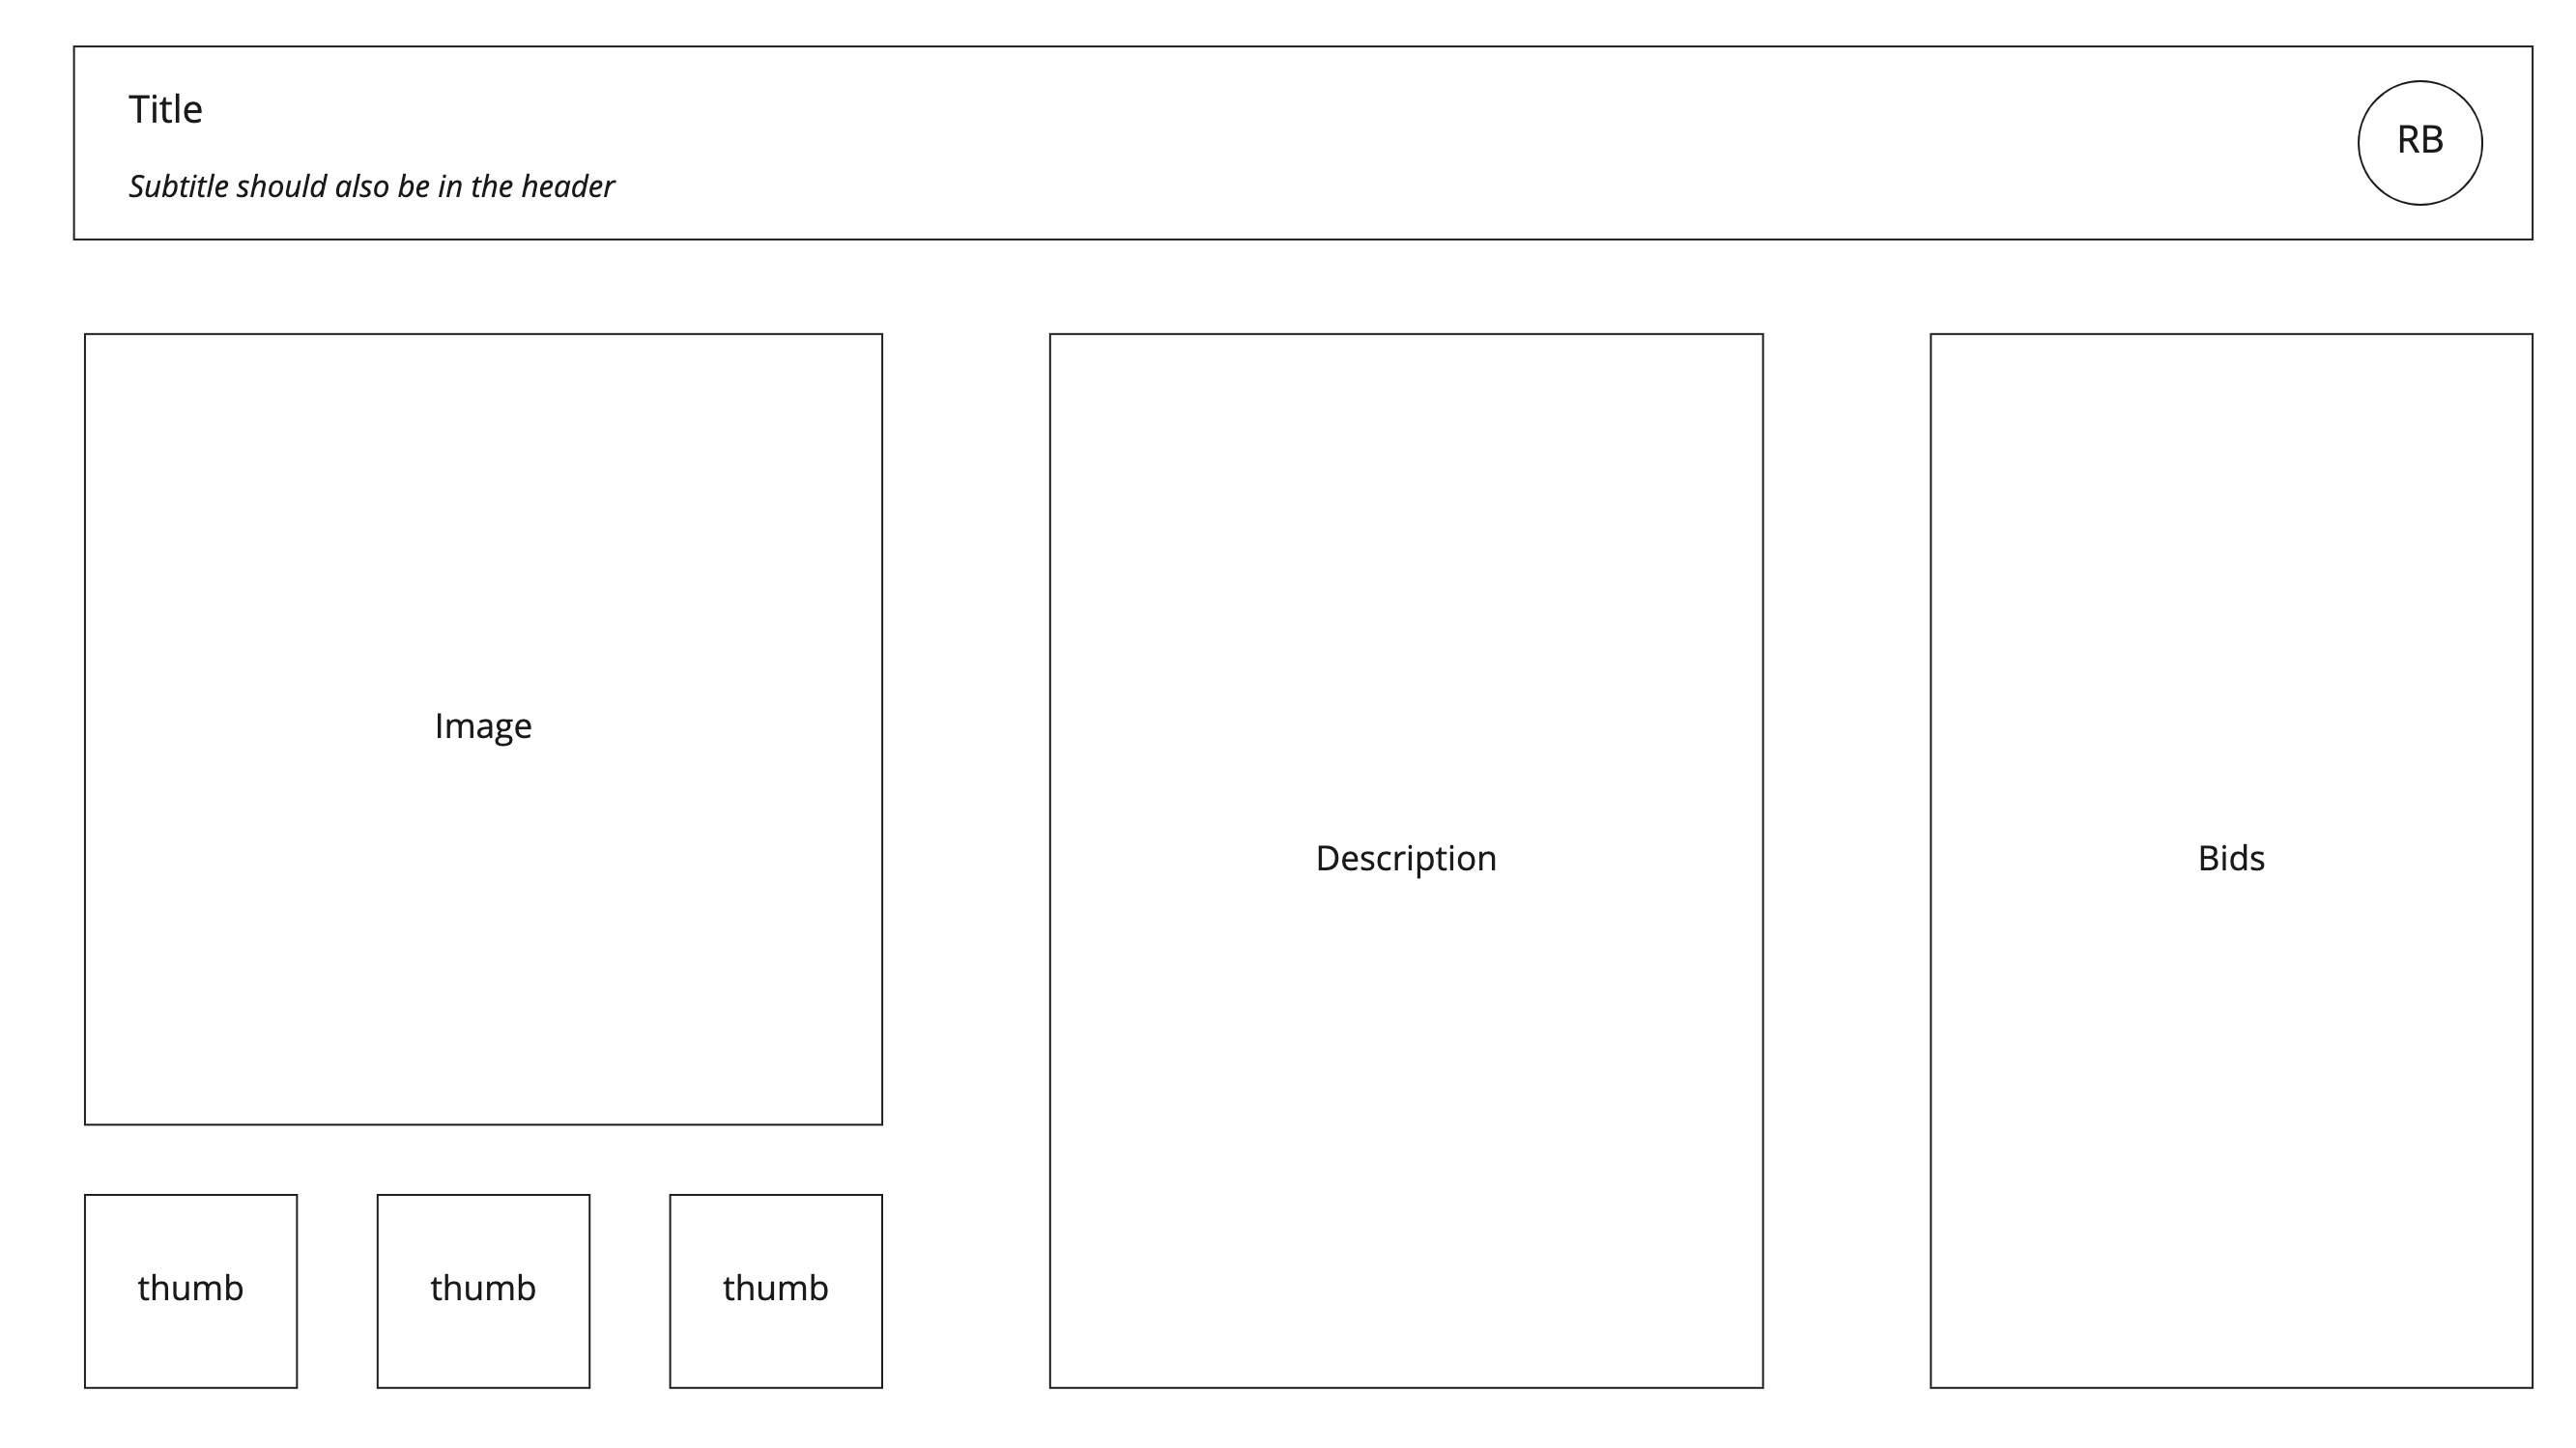 Title
RB
Subtitle should also be in the header
Image
Description
Bids
thumb
thumb
thumb